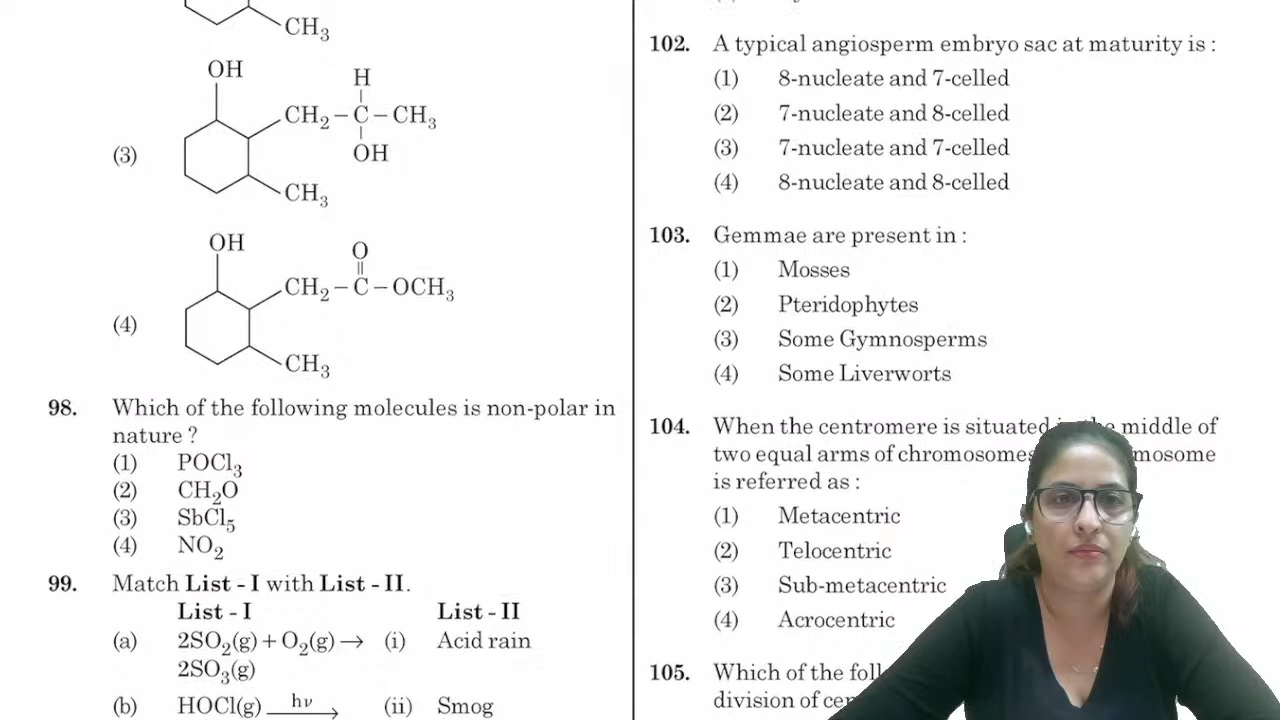 CH₃
(3)
OH
H
CH₂-C-CH₃
OH
CH₃
(4)
OH
O
CH₂-C-OCH₃
CH₃
98. Which of the following molecules is non-polar in
nature ?
(1) POCl₃
(2) CH₂O
(3) SbCl₅
(4) NO₂
99. Match List - I with List - II.
List - I List - II
(a) 2SO₂(g) + O₂(g) → (i) Acid rain
2SO₃(g)
(b) HOCl(g) hν → (ii) Smog
102. A typical angiosperm embryo sac at maturity is :
(1) 8-nucleate and 7-celled
(2) 7-nucleate and 8-celled
(3) 7-nucleate and 7-celled
(4) 8-nucleate and 8-celled
103. Gemmae are present in :
(1) Mosses
(2) Pteridophytes
(3) Some Gymnosperms
(4) Some Liverworts
104. When the centromere is situated middle of
two equal arms of chromosomes mosome
is referred as :
(1) Metacentric
(2) Telocentric
(3) Sub-metacentric
(4) Acrocentric
105. Which of the foll
division of ce